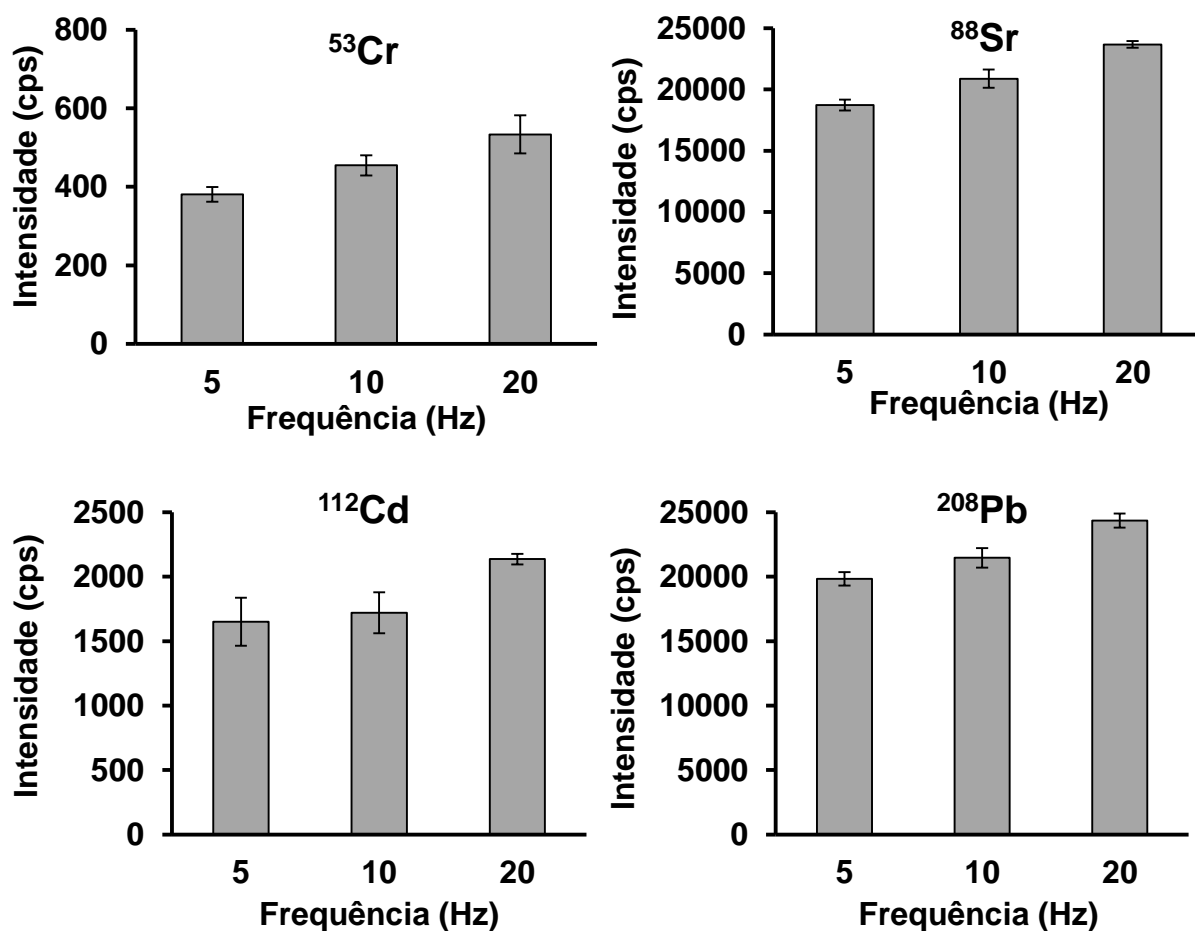 ⁵³Cr
Intensidade (cps)
800
600
400
200
0
5 10 20
Frequência (Hz)
⁸⁸Sr
Intensidade (cps)
25000
20000
15000
10000
5000
0
5 10 20
Frequência (Hz)
¹¹²Cd
Intensidade (cps)
2500
2000
1500
1000
500
0
5 10 20
Frequência (Hz)
²⁰⁸Pb
Intensidade (cps)
25000
20000
15000
10000
5000
0
5 10 20
Frequência (Hz)